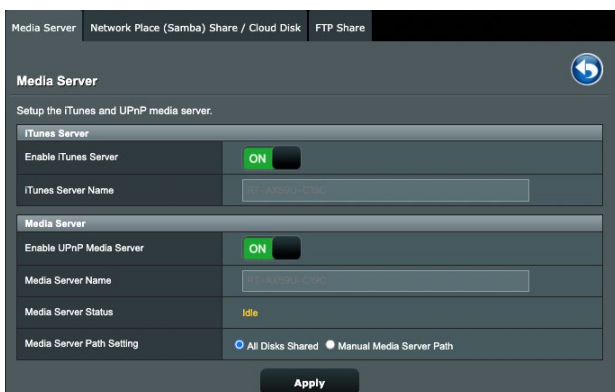 Media Server Network Place (Samba) Share / Cloud Disk FTP Share
Media Server
Setup the iTunes and UPnP media server.
iTunes Server
Enable iTunes Server ON
iTunes Server Name
Media Server
Enable UPnP Media Server ON
Media Server Name
Media Server Status Idle
Media Server Path Setting All Disks Shared Manual Media Server Path
Apply